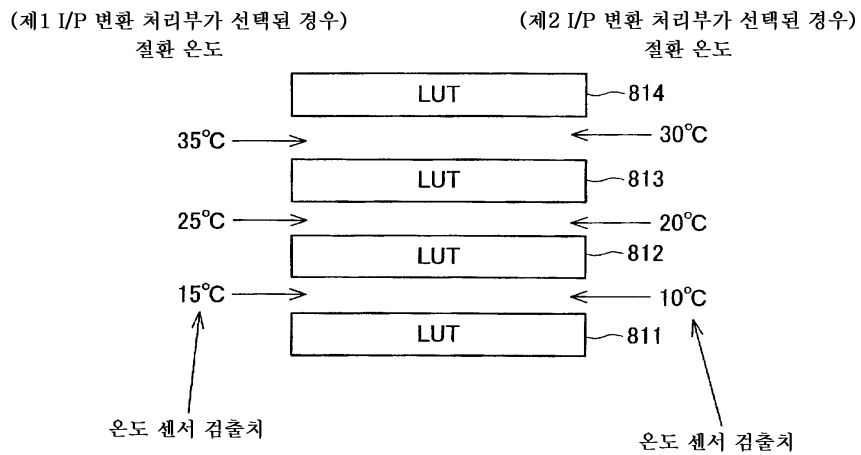 (제1 I/P 변환 처리부가 선택된 경우)
절환 온도
(제2 I/P 변환 처리부가 선택된 경우)
절환 온도
LUT
814
35℃
30℃
LUT
813
25℃
20℃
LUT
812
15℃
10℃
LUT
811
온도 센서 검출치
온도 센서 검출치